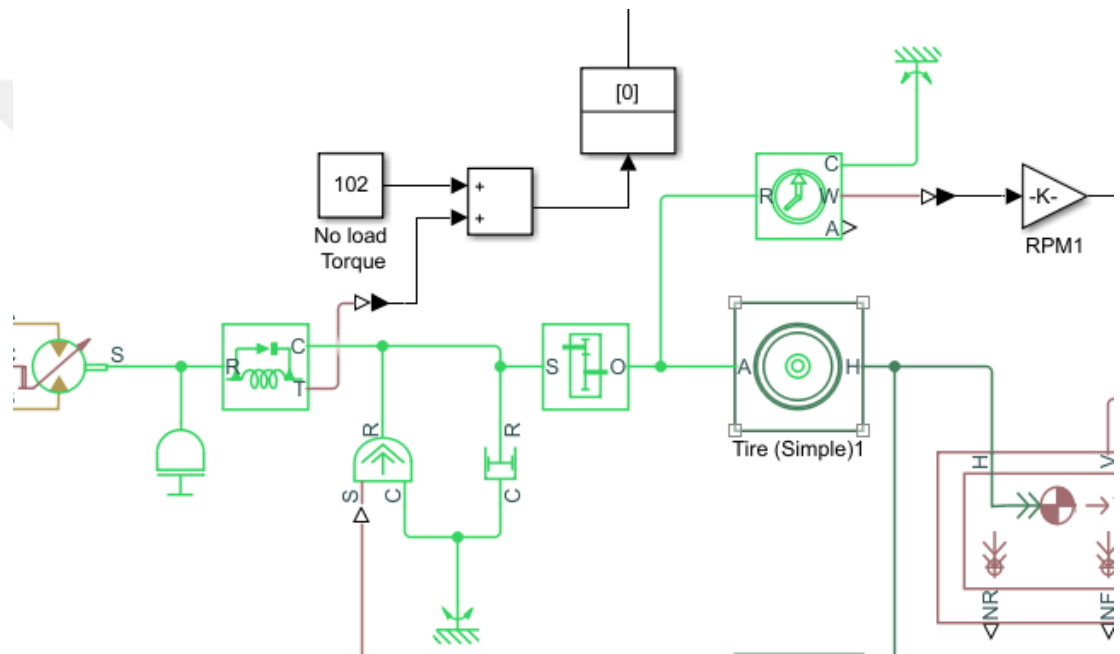 [0]
102
+
+
No load
Torque
R
C
W
A
-K-
RPM1
S
R
C
T
S
O
A
H
Tire (Simple)1
R
S
C
R
C
H
V
NR
NF